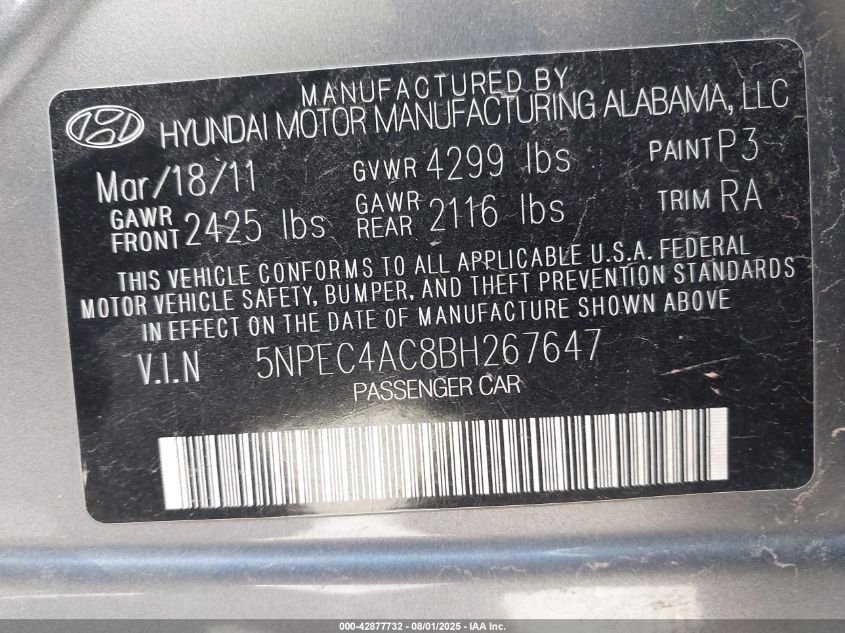 MANUFACTURED BY
HYUNDAI MOTOR MANUFACTURING ALABAMA, LLC
Mar/18/11 GVWR 4299 lbs PAINT P3
GAWR FRONT 2425 lbs GAWR REAR 2116 lbs TRIM RA
THIS VEHICLE CONFORMS TO ALL APPLICABLE U.S.A. FEDERAL
MOTOR VEHICLE SAFETY, BUMPER, AND THEFT PREVENTION STANDARDS
IN EFFECT ON THE DATE OF MANUFACTURE SHOWN ABOVE
V.I.N 5NPEC4AC8BH267647
PASSENGER CAR
000-42877732 - 08/01/2025 - IAA Inc.